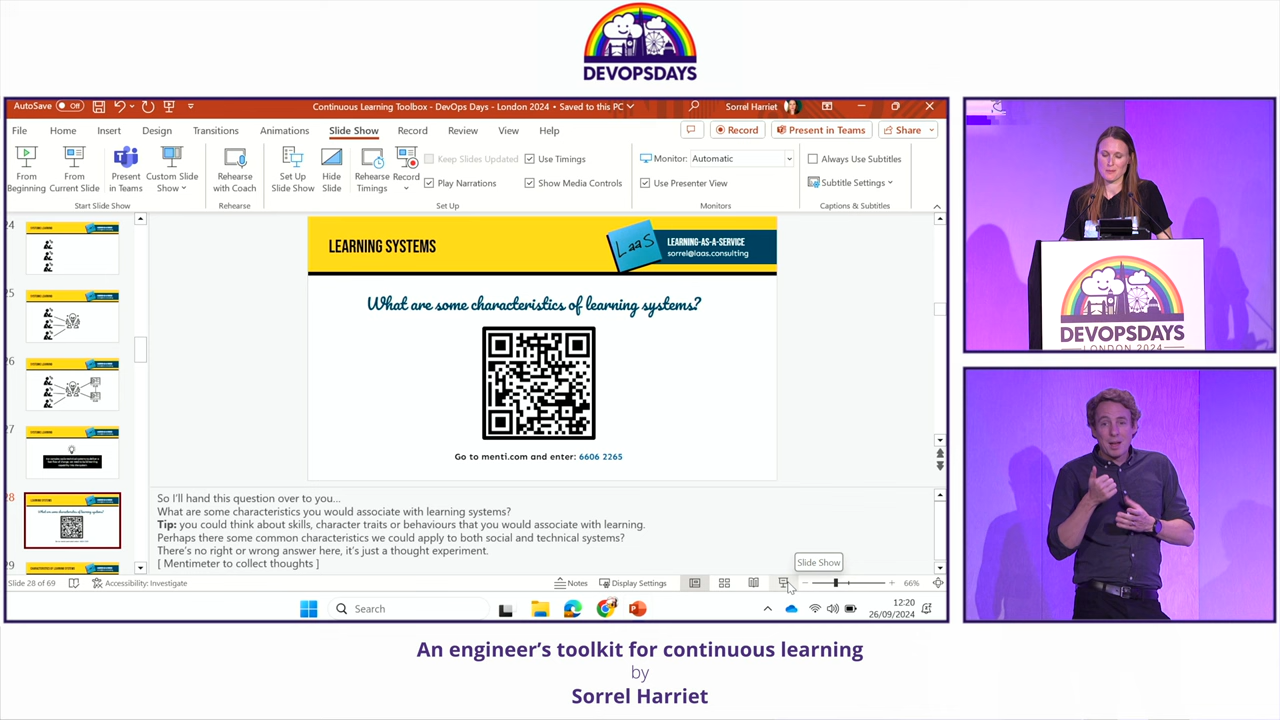 DEVOPSDAYS
AutoSave Off
Continuous Learning Toolbox - DevOps Days - London 2024 • Saved to this PC
Sorrel Harriet
File Home Insert Design Transitions Animations Slide Show Record Review View Help
Record
Present in Teams
Share
From Beginning
From Current Slide
Present in Teams
Custom Slide Show
Start Slide Show
Rehearse with Coach
Rehearse
Set Up Slide Show
Hide Slide
Rehearse Timings
Record
Keep Slides Updated
Play Narrations
Use Timings
Show Media Controls
Set Up
Monitor: Automatic
Use Presenter View
Monitors
Always Use Subtitles
Subtitle Settings
Captions & Subtitles
24
25
26
27
28
29
LEARNING SYSTEMS
LaaS
LEARNING-AS-A-SERVICE
sorrel@laas.consulting
What are some characteristics of learning systems?
Go to menti.com and enter: 6606 2265
So I'll hand this question over to you...
What are some characteristics you would associate with learning systems?
Tip: you could think about skills, character traits or behaviours that you would associate with learning.
Perhaps there some common characteristics we could apply to both social and technical systems?
There's no right or wrong answer here, it's just a thought experiment.
[ Mentimeter to collect thoughts ]
Slide Show
Slide 28 of 69
Accessibility: Investigate
Notes
Display Settings
66%
Search
12:20
26/09/2024
DEVOPSDAYS
LONDON 2024
An engineer's toolkit for continuous learning
by
Sorrel Harriet